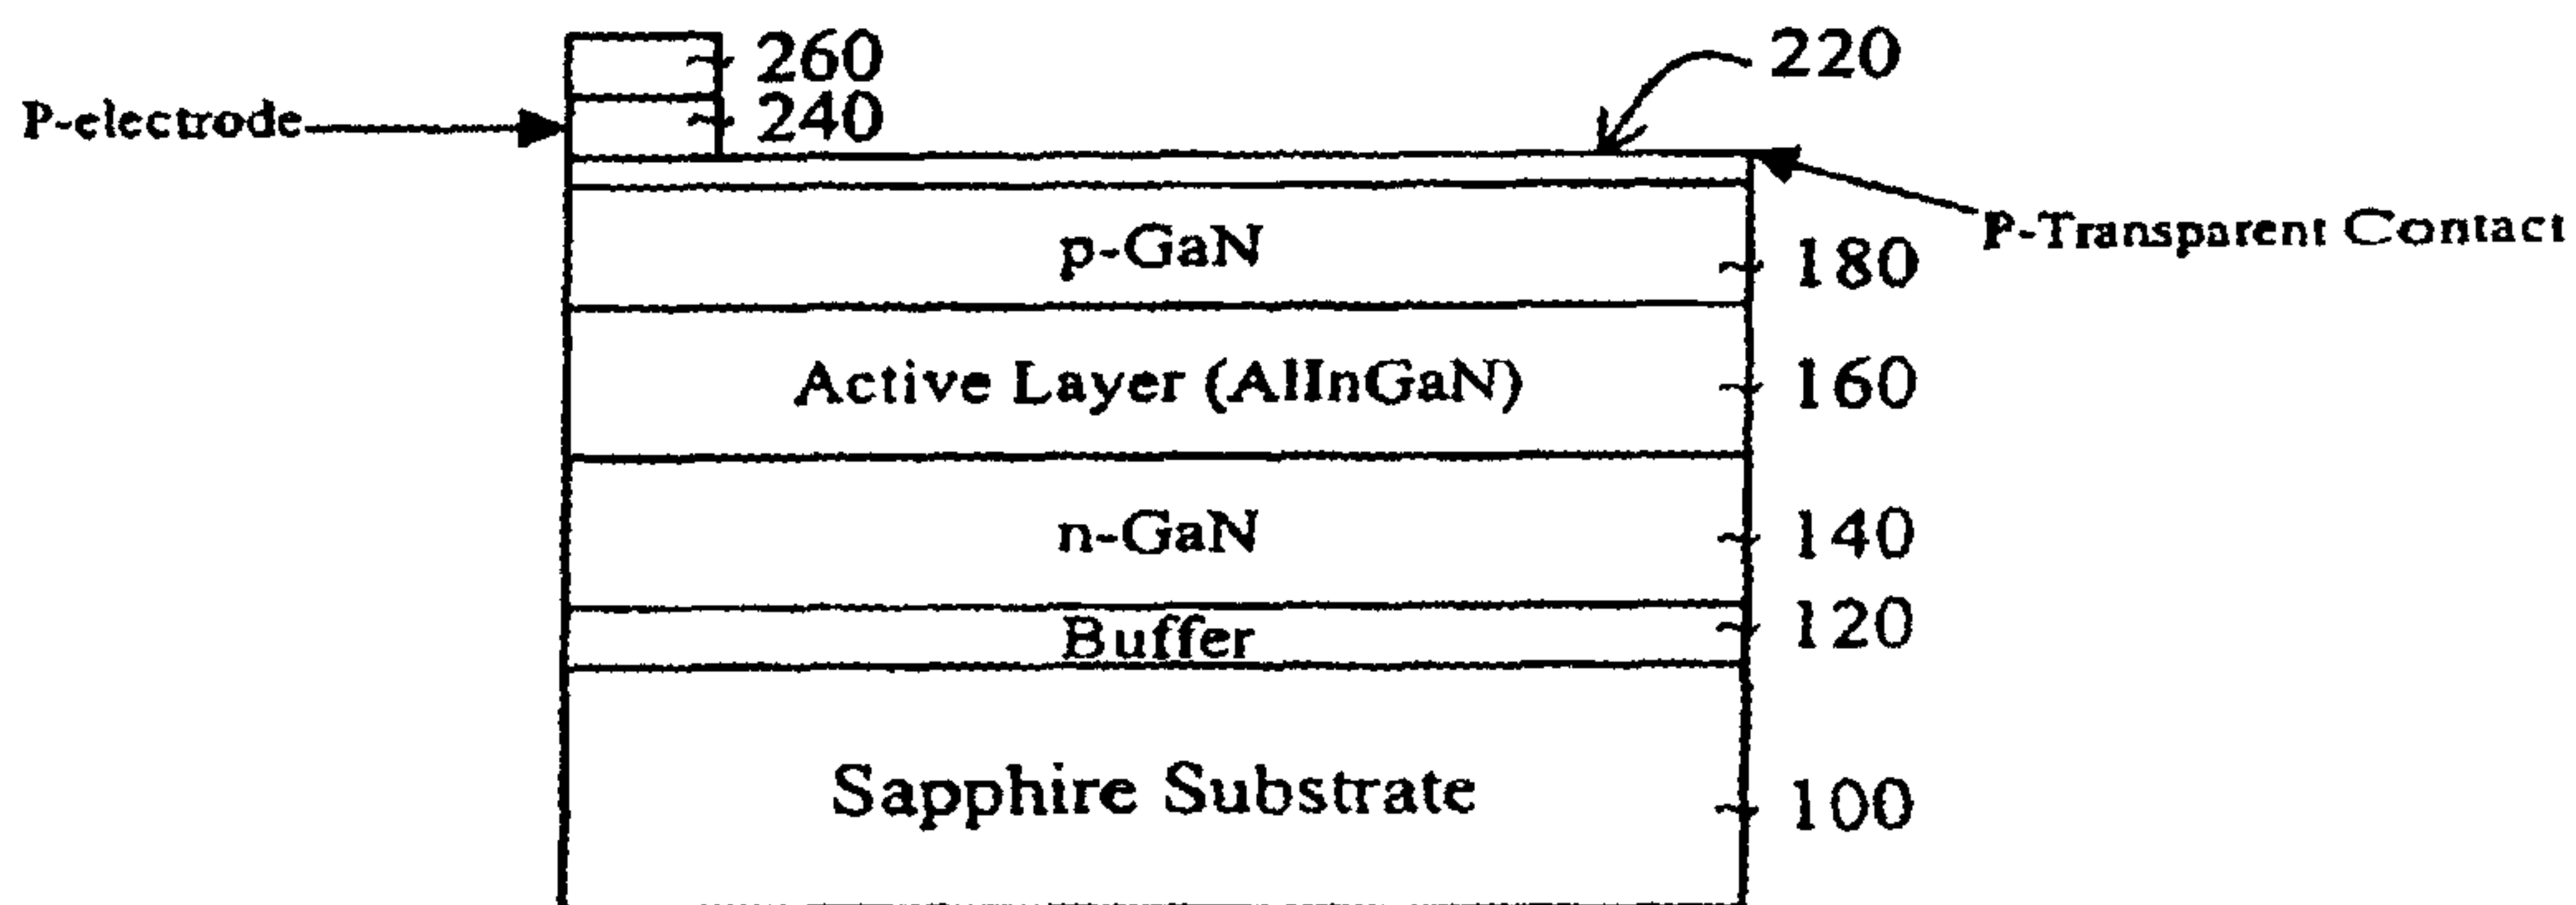 260
220
P-electrode
240
p-GaN
P-Transparent Contact
180
Active Layer (AlInGaN)
160
n-GaN
140
Buffer
120
Sapphire Substrate
100